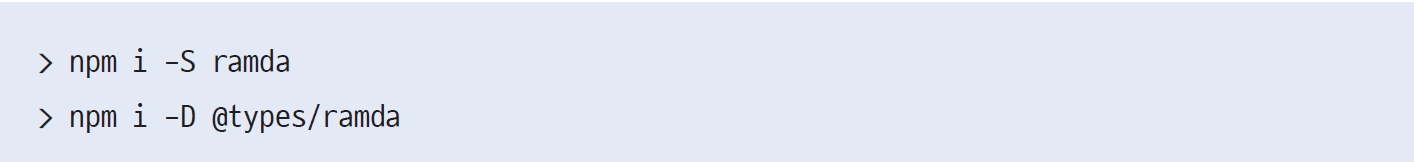 > npm i -S ramda
> npm i -D @types/ramda